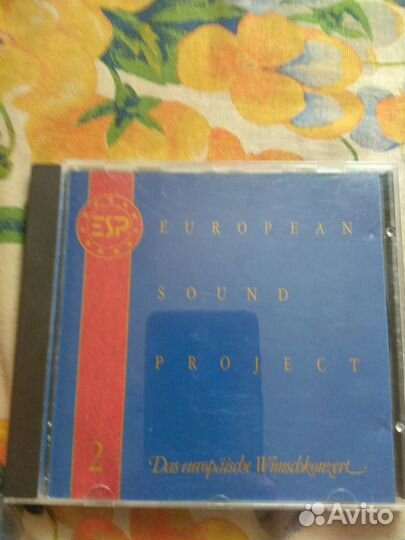 ESP
EUROPEAN
SOUND
PROJECT
2
Das europäische Wunschkonzert
Avito